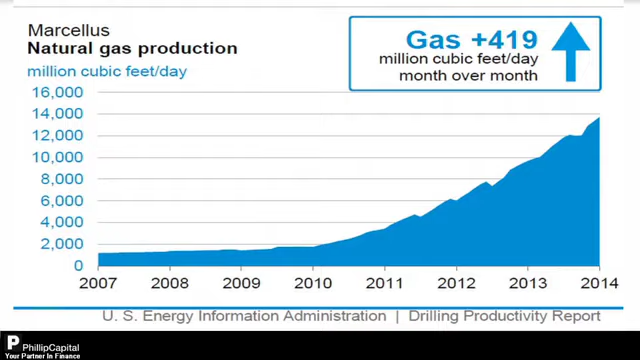 Marcellus
Natural gas production
million cubic feet/day
Gas +419
million cubic feet/day
month over month
16,000
14,000
12,000
10,000
8,000
6,000
4,000
2,000
0
2007 2008 2009 2010 2011 2012 2013 2014
U. S. Energy Information Administration | Drilling Productivity Report
P
PhillipCapital
Your Partner In Finance